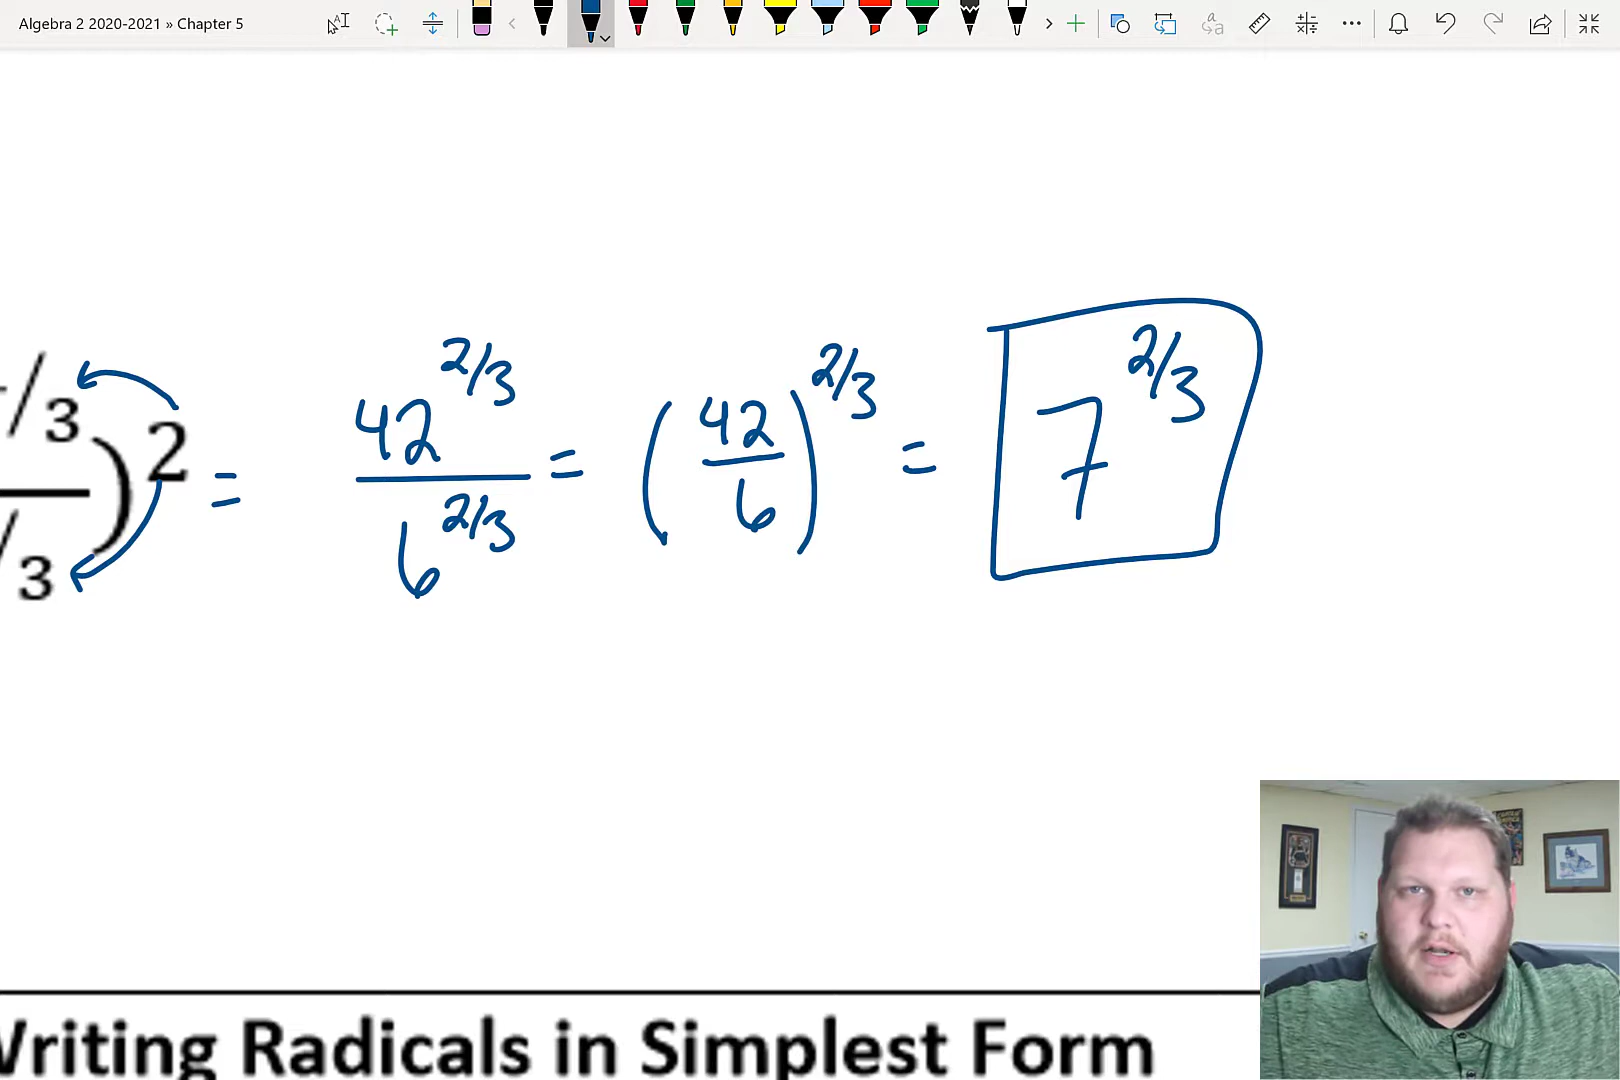 Algebra 2 2020-2021 » Chapter 5
/3 )^2 = 42^{2/3} / 6^{2/3} = (42/6)^{2/3} = 7^{2/3}
/3
Writing Radicals in Simplest Form